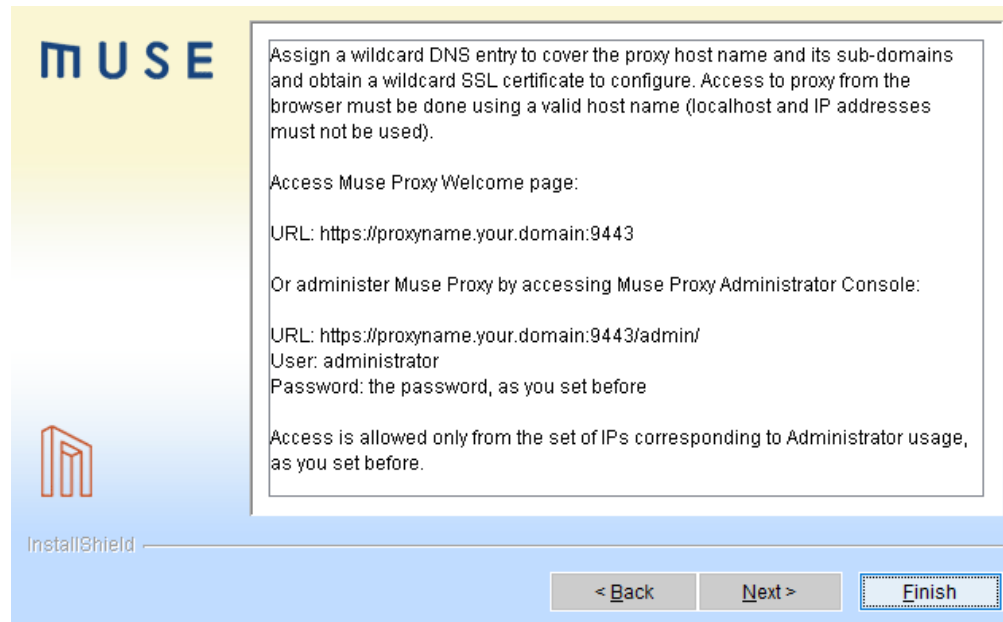 MUSE
Assign a wildcard DNS entry to cover the proxy host name and its sub-domains
and obtain a wildcard SSL certificate to configure. Access to proxy from the
browser must be done using a valid host name (localhost and IP addresses
must not be used).
Access Muse Proxy Welcome page:
URL: https://proxyname.your.domain:9443
Or administer Muse Proxy by accessing Muse Proxy Administrator Console:
URL: https://proxyname.your.domain:9443/admin/
User: administrator
Password: the password, as you set before
Access is allowed only from the set of IPs corresponding to Administrator usage,
as you set before.
InstallShield
< Back Next > Finish